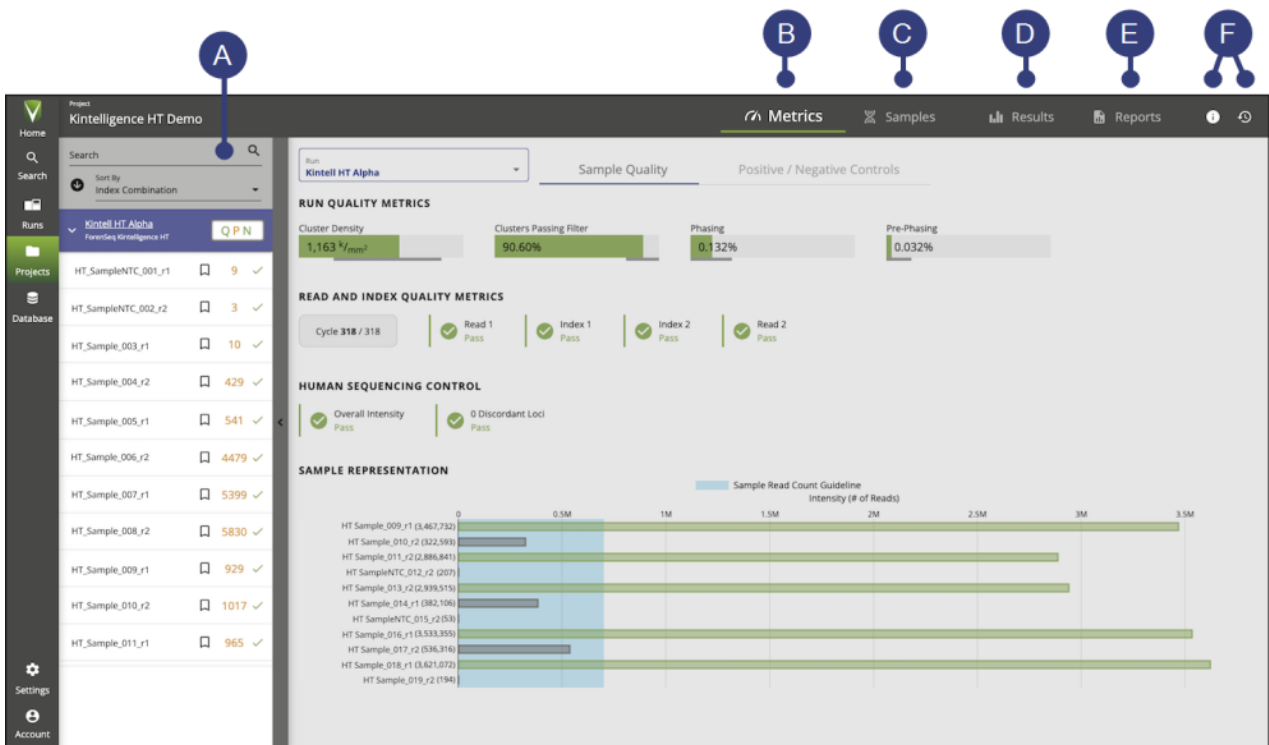 A
B
C
D
E
F
Home
Search
Runs
Projects
Database
Settings
Account
Project
Kintelligence HT Demo
Metrics
Samples
Results
Reports
Search
Sort By
Index Combination
Kintell HT Alpha
ForenSeq Kintelligence HT
Q P N
HT_SampleNTC_001_r1 9
HT_SampleNTC_002_r2 3
HT_Sample_003_r1 10
HT_Sample_004_r2 429
HT_Sample_005_r1 541
HT_Sample_006_r2 4479
HT_Sample_007_r1 5399
HT_Sample_008_r2 5830
HT_Sample_009_r1 929
HT_Sample_010_r2 1017
HT_Sample_011_r1 965
Run
Kintell HT Alpha
Sample Quality
Positive / Negative Controls
RUN QUALITY METRICS
Cluster Density
1,163 k/mm²
Clusters Passing Filter
90.60%
Phasing
0.132%
Pre-Phasing
0.032%
READ AND INDEX QUALITY METRICS
Cycle 318 / 318
Read 1
Pass
Index 1
Pass
Index 2
Pass
Read 2
Pass
HUMAN SEQUENCING CONTROL
Overall Intensity
Pass
0 Discordant Loci
Pass
SAMPLE REPRESENTATION
Sample Read Count Guideline
Intensity (# of Reads)
0 0.5M 1M 1.5M 2M 2.5M 3M 3.5M
HT Sample_009_r1 (3,467,732)
HT Sample_010_r2 (322,593)
HT Sample_011_r2 (2,886,841)
HT SampleNTC_012_r2 (207)
HT Sample_013_r2 (2,939,515)
HT Sample_014_r1 (382,106)
HT SampleNTC_015_r2 (53)
HT Sample_016_r1 (3,533,355)
HT Sample_017_r2 (536,316)
HT Sample_018_r1 (3,621,072)
HT Sample_019_r2 (194)